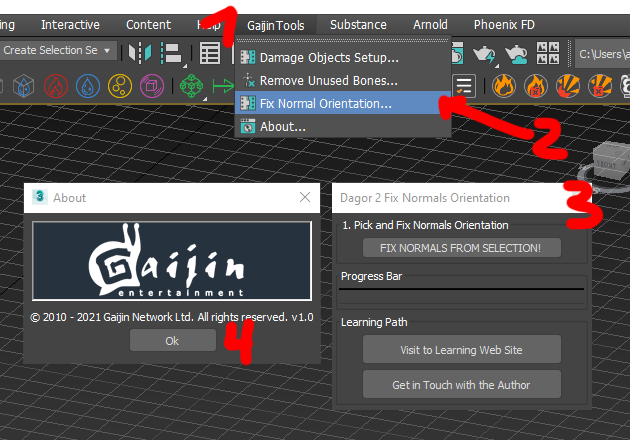 ing Interactive Content Help GaijinTools Substance Arnold Phoenix FD
1
Create Selection Se
C:\Users\a
Damage Objects Setup...
Remove Unused Bones...
Fix Normal Orientation...
About...
2
FRONT
3 About
Dagor 2 Fix Normals Orientation
3
1. Pick and Fix Normals Orientation
FIX NORMALS FROM SELECTION!
Gaijin
entertainment
Progress Bar
© 2010 - 2021 Gaijin Network Ltd. All rights reserved. v1.0
Ok
4
Learning Path
Visit to Learning Web Site
Get in Touch with the Author